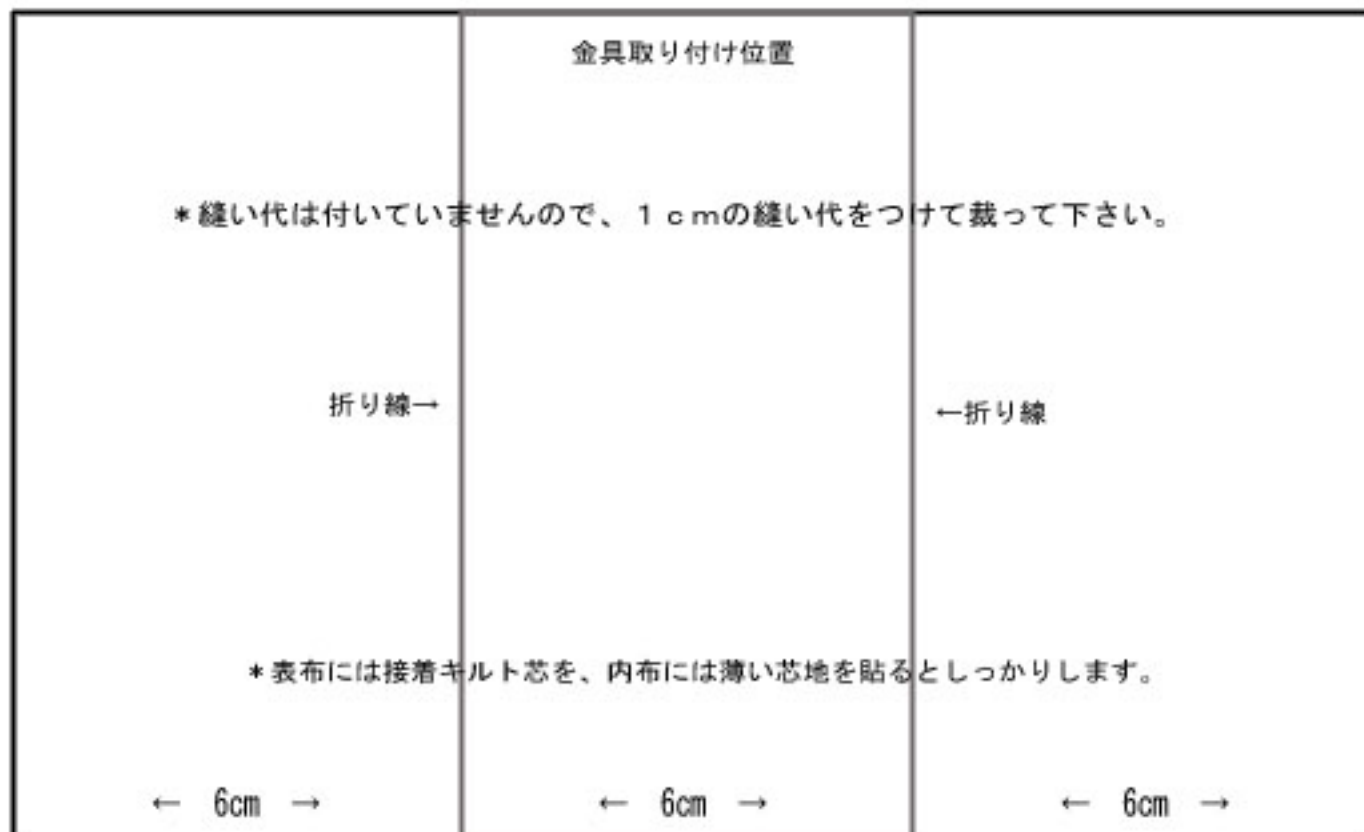 金具取り付け位置
＊縫い代は付いていませんので、１ｃｍの縫い代をつけて裁って下さい。
折り線→
←折り線
＊表布には接着キルト芯を、内布には薄い芯地を貼るとしっかりします。
← 6cm →
← 6cm →
← 6cm →